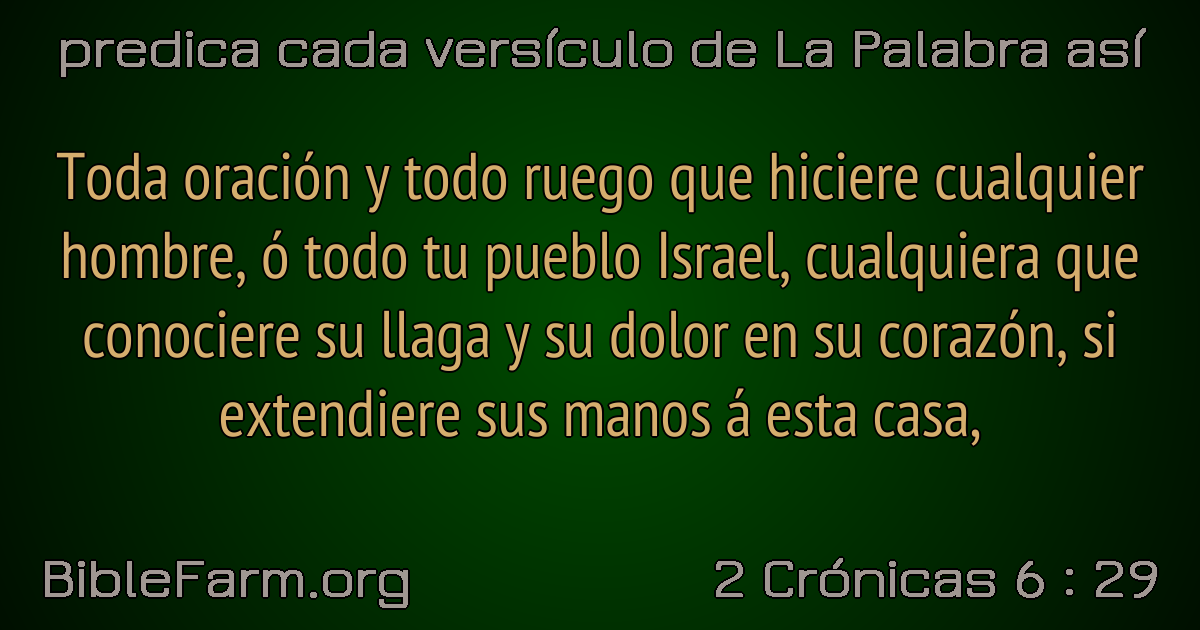 predica cada versículo de La Palabra así
Toda oración y todo ruego que hiciere cualquier
hombre, ó todo tu pueblo Israel, cualquiera que
conociere su llaga y su dolor en su corazón, si
extendiere sus manos á esta casa,
BibleFarm.org
2 Crónicas 6 : 29